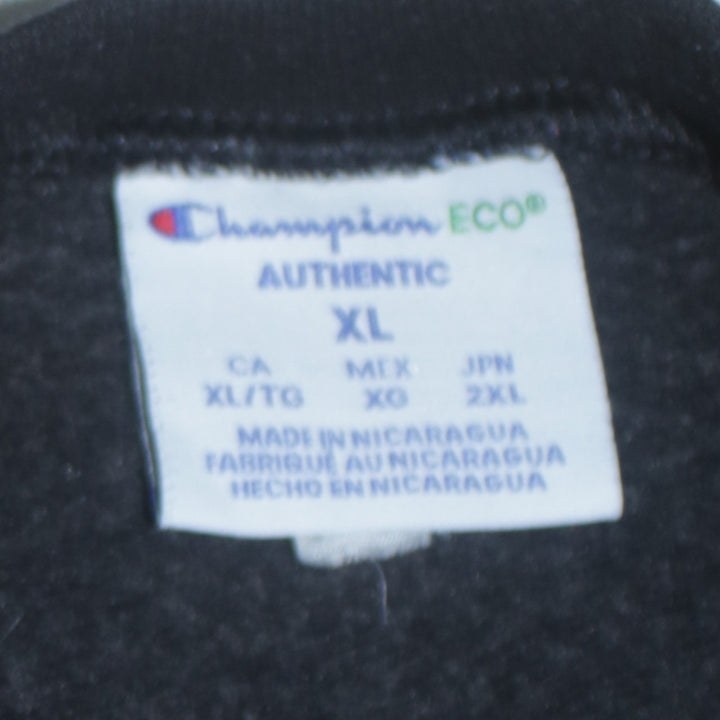 Champion ECO®
AUTHENTIC
XL
CA MEX JPN
XL/TG XG 2XL
MADE IN NICARAGUA
FABRIQUÉ AU NICARAGUA
HECHO EN NICARAGUA